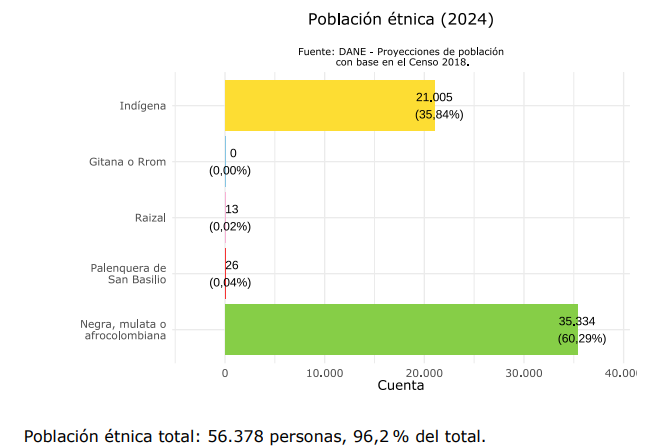 Población étnica (2024)
Fuente: DANE - Proyecciones de población
con base en el Censo 2018.
Indígena
21,005
(35,84%)
Gitana o Rrom
0
(0,00%)
Raizal
13
(0,02%)
Palenquera de
San Basilio
26
(0,04%)
Negra, mulata o
afrocolombiana
35,334
(60,29%)
0 10.000 20.000 30.000 40.000
Cuenta
Población étnica total: 56.378 personas, 96,2 % del total.